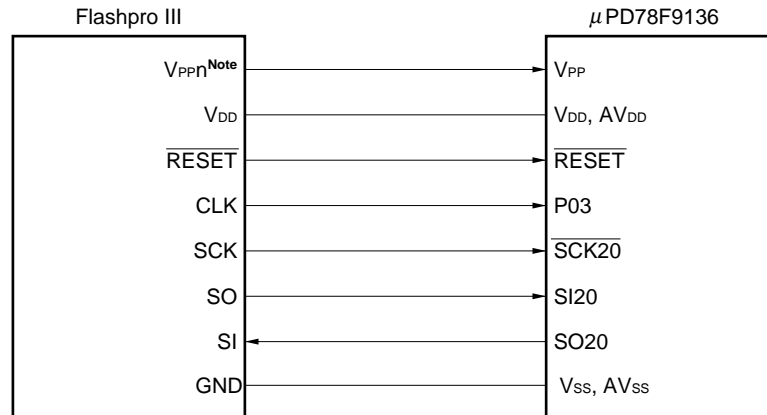 Flashpro III μPD78F9136
VPPnNote VPP
VDD VDD, AVDD
RESET RESET
CLK P03
SCK SCK20
SO SI20
SI SO20
GND VSS, AVSS